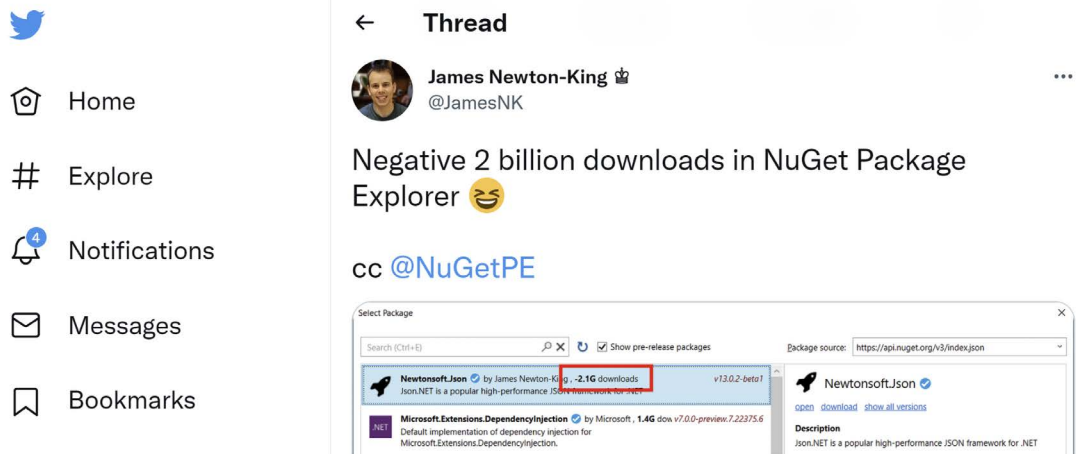 Thread
James Newton-King ♔
@JamesNK
Home
Explore
4
Notifications
Messages
Bookmarks
Negative 2 billion downloads in NuGet Package
Explorer 😆
cc @NuGetPE
Select Package
Search (Ctrl+E)
Show pre-release packages
Package source: https://api.nuget.org/v3/index.json
Newtonsoft.Json by James Newton-King, -2.1G downloads v13.0.2-beta1
Json.NET is a popular high-performance JSON framework for .NET
.NET
Microsoft.Extensions.DependencyInjection by Microsoft, 1.4G dow v7.0.0-preview.7.22375.6
Default implementation of dependency injection for
Microsoft.Extensions.DependencyInjection.
Newtonsoft.Json
open download show all versions
Description
Json.NET is a popular high-performance JSON framework for .NET